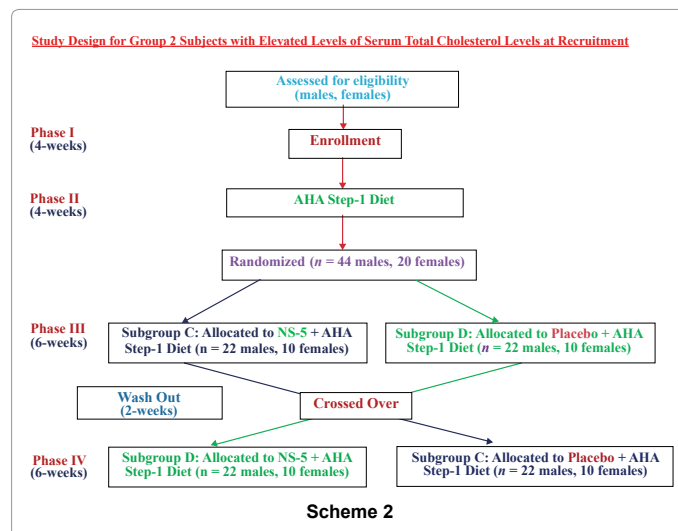 Study Design for Group 2 Subjects with Elevated Levels of Serum Total Cholesterol Levels at Recruitment
Assessed for eligibility
(males, females)
Phase I
(4-weeks)
Enrollment
Phase II
(4-weeks)
AHA Step-1 Diet
Randomized (n = 44 males, 20 females)
Phase III
(6-weeks)
Subgroup C: Allocated to NS-5 + AHA
Step-1 Diet (n = 22 males, 10 females)
Subgroup D: Allocated to Placebo + AHA
Step-1 Diet (n = 22 males, 10 females)
Wash Out
(2-weeks)
Crossed Over
Phase IV
(6-weeks)
Subgroup D: Allocated to NS-5 + AHA
Step-1 Diet (n = 22 males, 10 females)
Subgroup C: Allocated to Placebo + AHA
Step-1 Diet (n = 22 males, 10 females)
Scheme 2